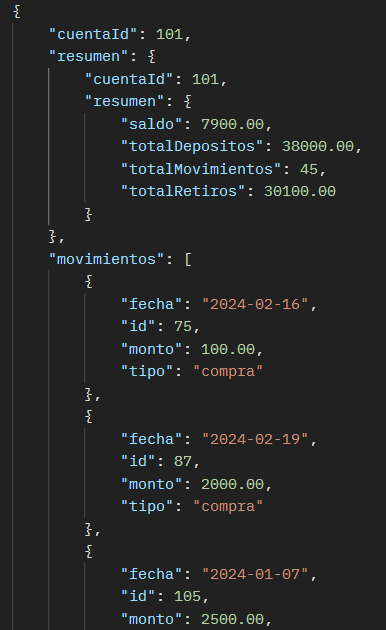 {
"cuentaId": 101,
"resumen": {
"cuentaId": 101,
"resumen": {
"saldo": 7900.00,
"totalDepositos": 38000.00,
"totalMovimientos": 45,
"totalRetiros": 30100.00
}
},
"movimientos": [
{
"fecha": "2024-02-16",
"id": 75,
"monto": 100.00,
"tipo": "compra"
},
{
"fecha": "2024-02-19",
"id": 87,
"monto": 2000.00,
"tipo": "compra"
},
{
"fecha": "2024-01-07",
"id": 105,
"monto": 2500.00,